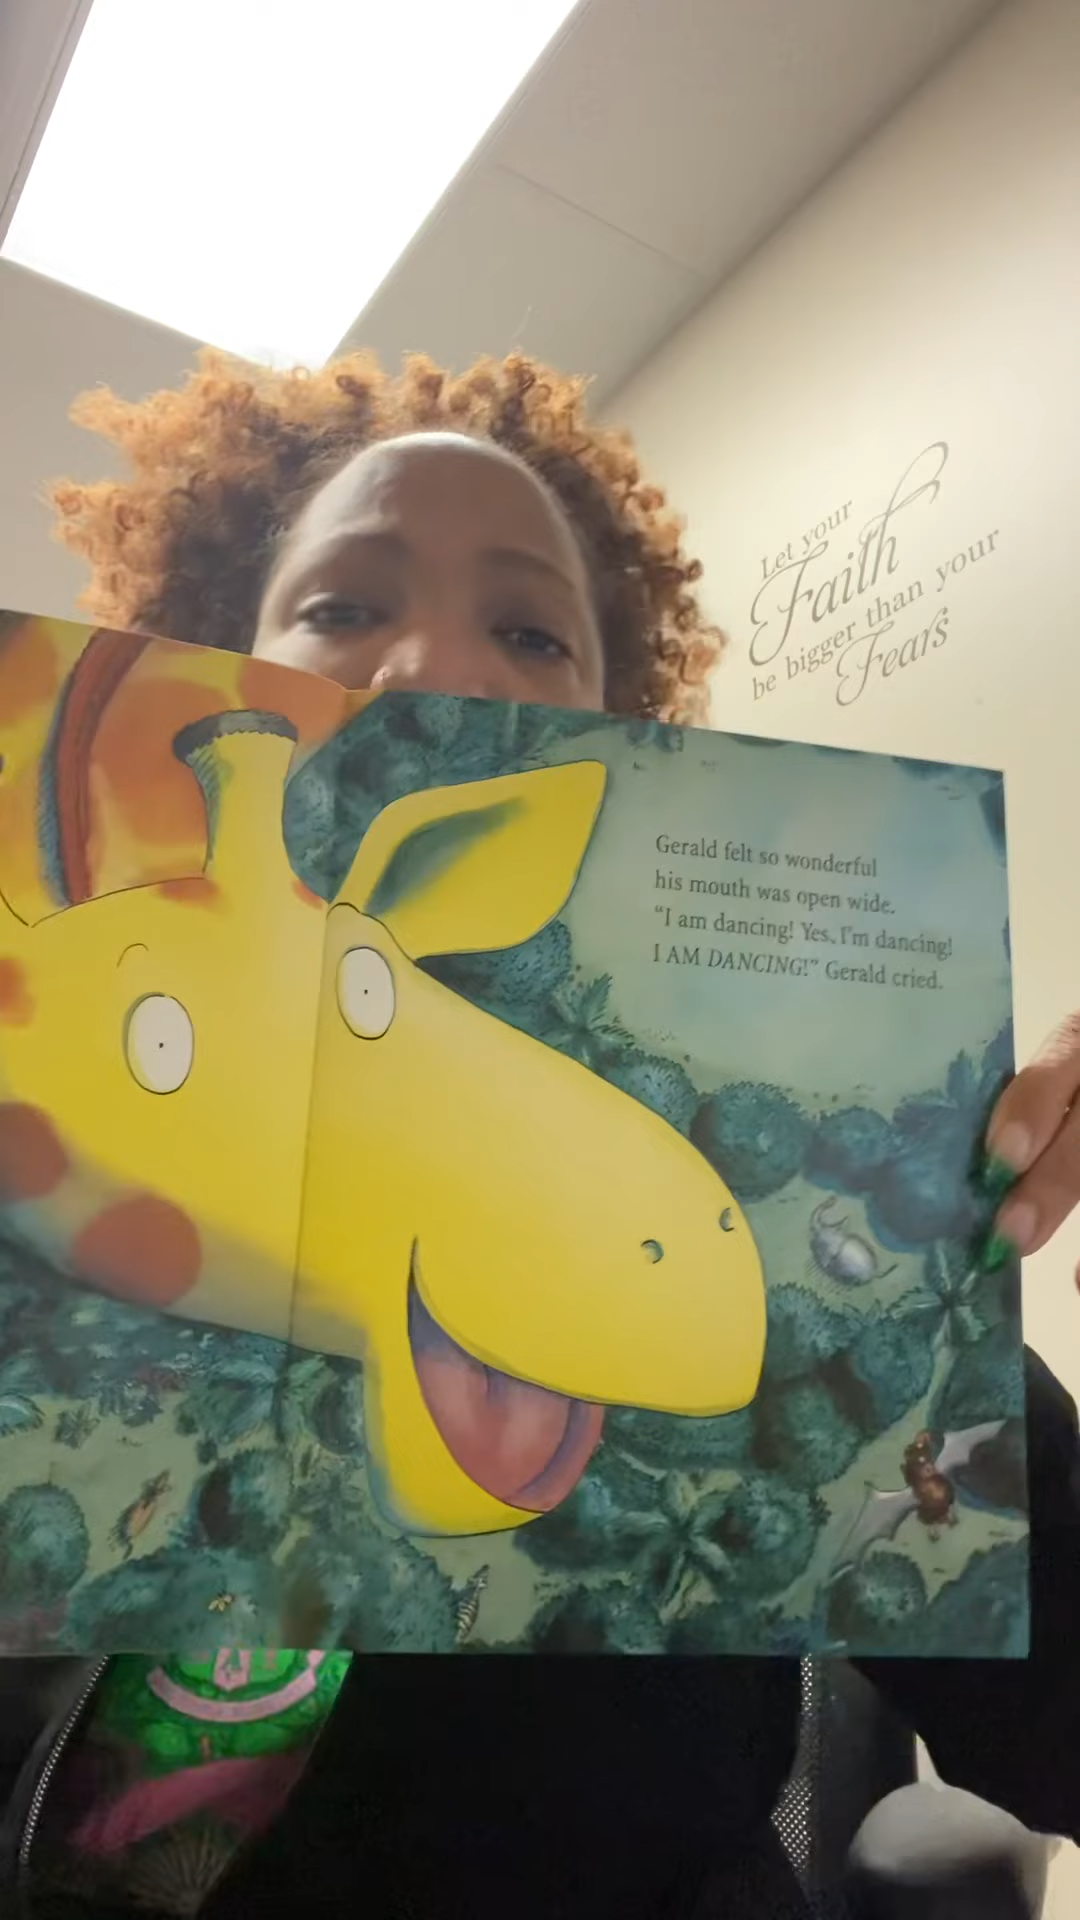 Let your
Faith
be bigger than your
Fears
Gerald felt so wonderful
his mouth was open wide.
“I am dancing! Yes, I'm dancing!
I AM DANCING!” Gerald cried.